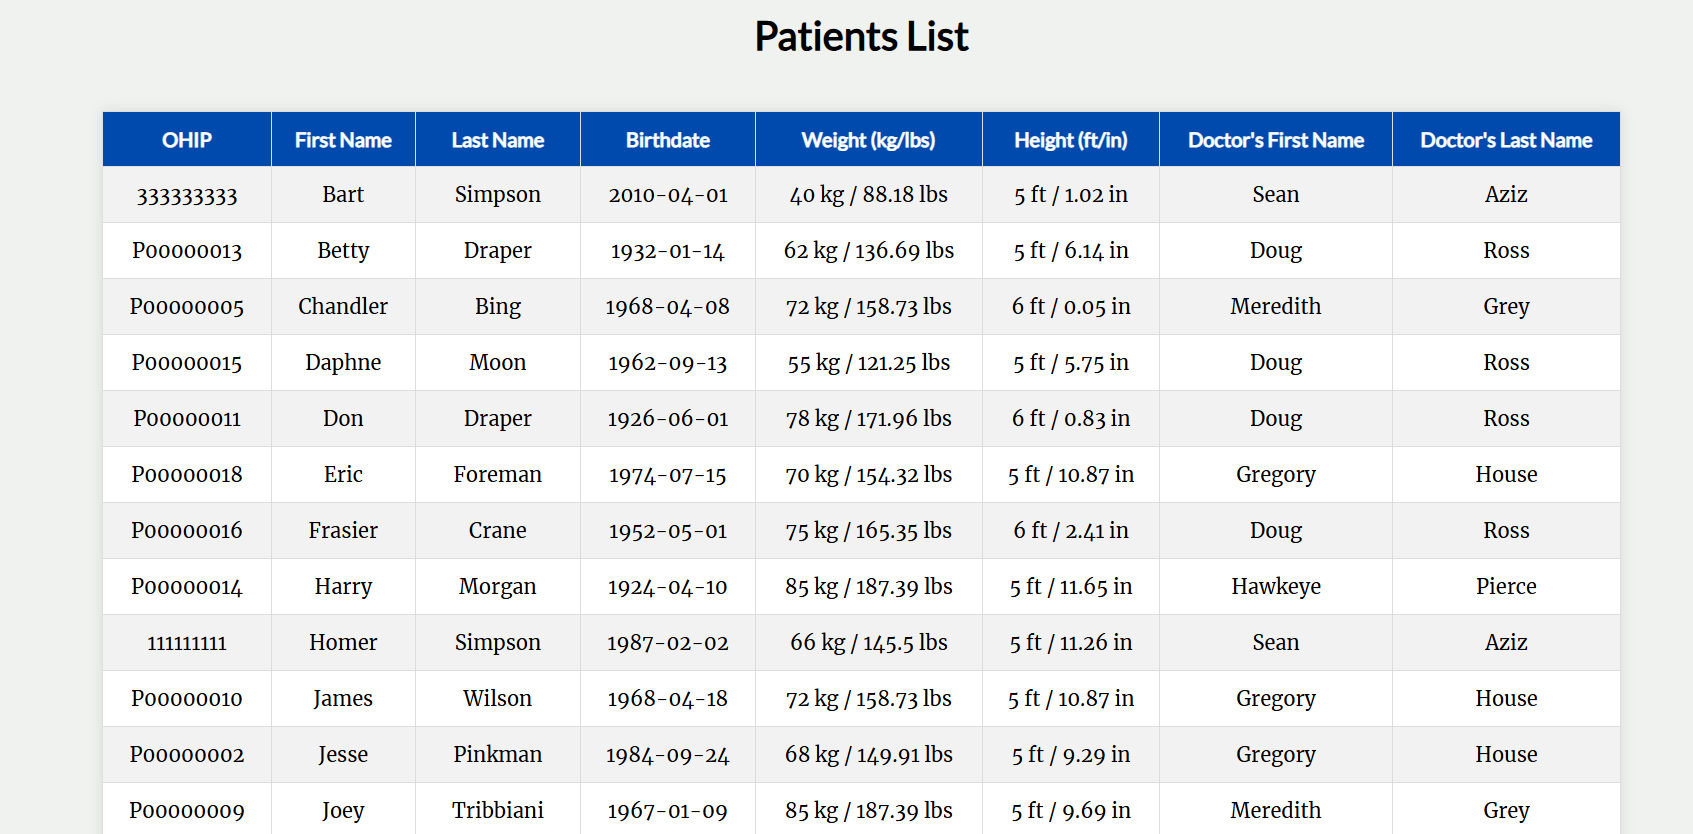 Patients List
OHIP First Name Last Name Birthdate Weight (kg/lbs) Height (ft/in) Doctor's First Name Doctor's Last Name
333333333 Bart Simpson 2010-04-01 40 kg / 88.18 lbs 5 ft / 1.02 in Sean Aziz
P00000013 Betty Draper 1932-01-14 62 kg / 136.69 lbs 5 ft / 6.14 in Doug Ross
P00000005 Chandler Bing 1968-04-08 72 kg / 158.73 lbs 6 ft / 0.05 in Meredith Grey
P00000015 Daphne Moon 1962-09-13 55 kg / 121.25 lbs 5 ft / 5.75 in Doug Ross
P00000011 Don Draper 1926-06-01 78 kg / 171.96 lbs 6 ft / 0.83 in Doug Ross
P00000018 Eric Foreman 1974-07-15 70 kg / 154.32 lbs 5 ft / 10.87 in Gregory House
P00000016 Frasier Crane 1952-05-01 75 kg / 165.35 lbs 6 ft / 2.41 in Doug Ross
P00000014 Harry Morgan 1924-04-10 85 kg / 187.39 lbs 5 ft / 11.65 in Hawkeye Pierce
111111111 Homer Simpson 1987-02-02 66 kg / 145.5 lbs 5 ft / 11.26 in Sean Aziz
P00000010 James Wilson 1968-04-18 72 kg / 158.73 lbs 5 ft / 10.87 in Gregory House
P00000002 Jesse Pinkman 1984-09-24 68 kg / 149.91 lbs 5 ft / 9.29 in Gregory House
P00000009 Joey Tribbiani 1967-01-09 85 kg / 187.39 lbs 5 ft / 9.69 in Meredith Grey